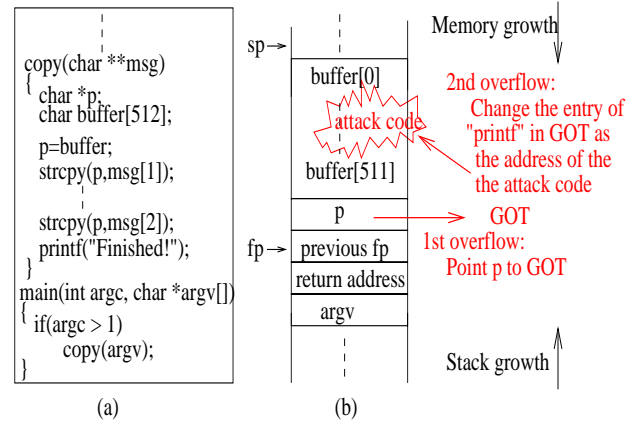 copy(char **msg)
{
char *p;
char buffer[512];
p=buffer;
strcpy(p,msg[1]);
strcpy(p,msg[2]);
printf("Finished!");
}
main(int argc, char *argv[])
{
if(argc > 1)
copy(argv);
}
(a)
sp
buffer[0]
attack code
buffer[511]
p
fp
previous fp
return address
argv
(b)
Memory growth
2nd overflow:
Change the entry of
"printf" in GOT as
the address of the
the attack code
GOT
1st overflow:
Point p to GOT
Stack growth